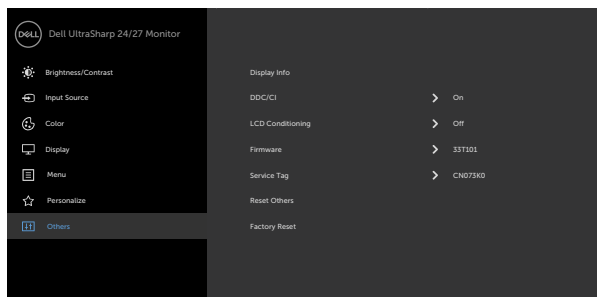 DELL Dell UltraSharp 24/27 Monitor
Brightness/Contrast
Input Source
Color
Display
Menu
Personalize
Others
Display Info
DDC/CI > On
LCD Conditioning > Off
Firmware > 33T101
Service Tag > CN073K0
Reset Others
Factory Reset